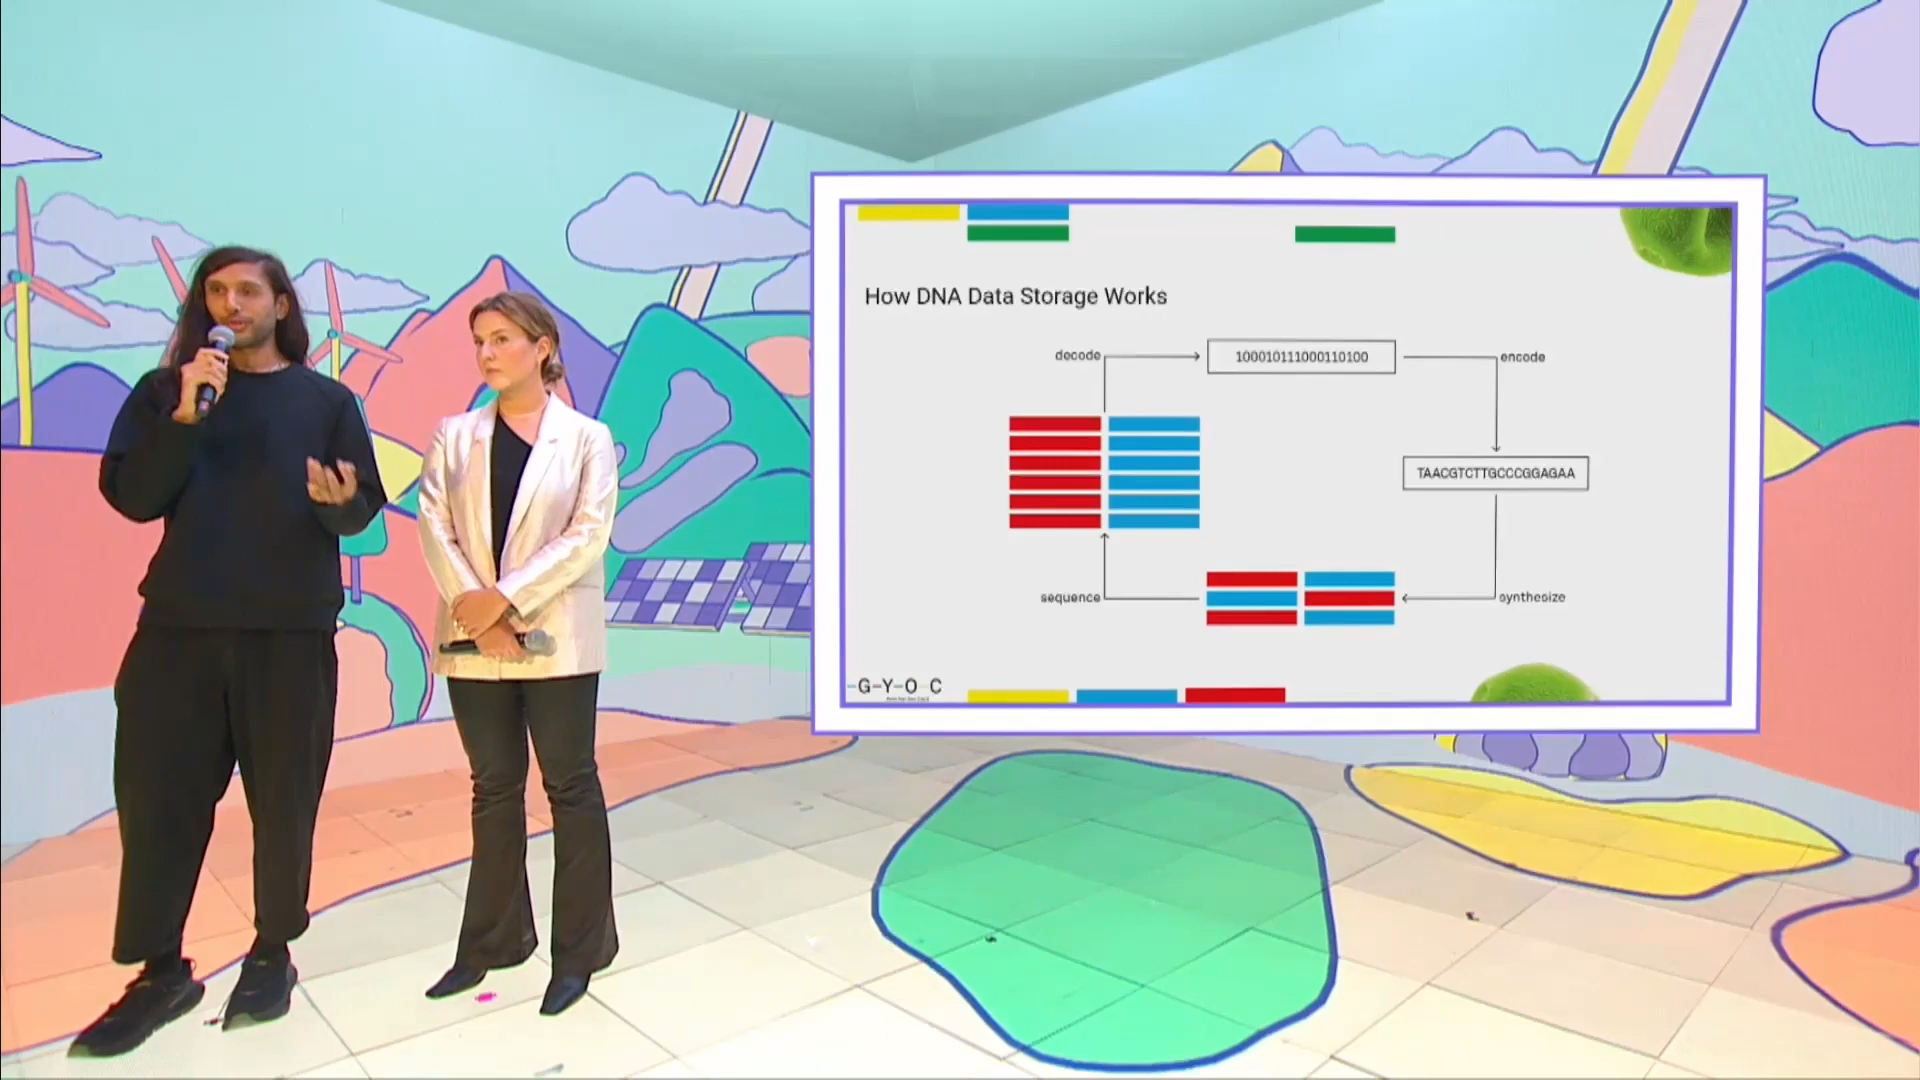 How DNA Data Storage Works
decode
100010111000110100
encode
TAACGTCTTGCCCGGAGAA
sequence
synthesize
-G-Y-O C